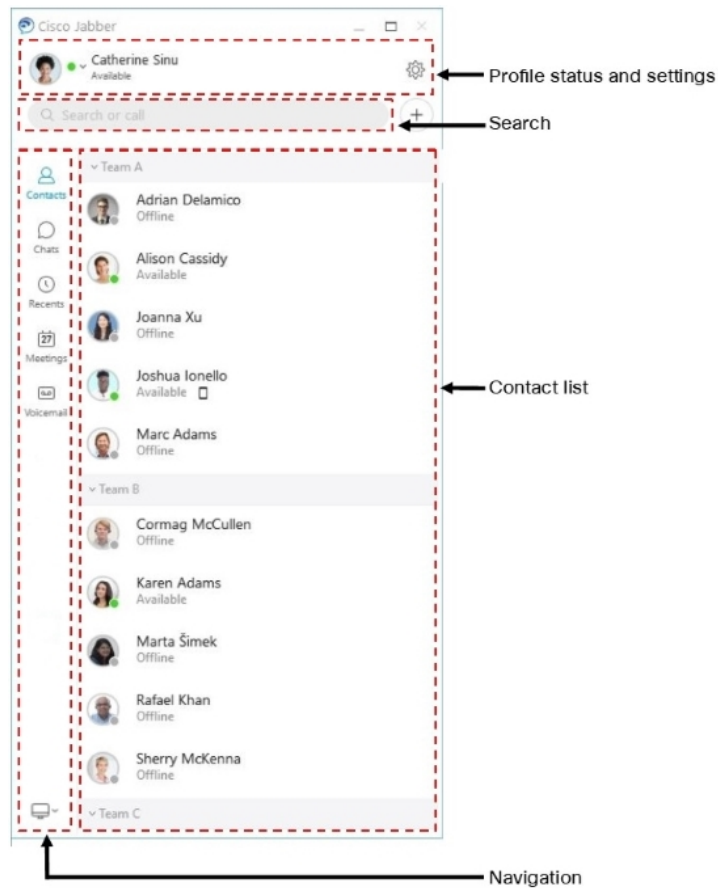 Cisco Jabber
Catherine Sinu
Available
Profile status and settings
Search or call
Search
Contacts
Chats
Recents
27
Meetings
Voicemail
Team A
Adrian Delamico
Offline
Alison Cassidy
Available
Joanna Xu
Offline
Joshua Ionello
Available
Contact list
Marc Adams
Offline
Team B
Cormag McCullen
Offline
Karen Adams
Available
Marta Šimek
Offline
Rafael Khan
Offline
Sherry McKenna
Offline
Team C
Navigation